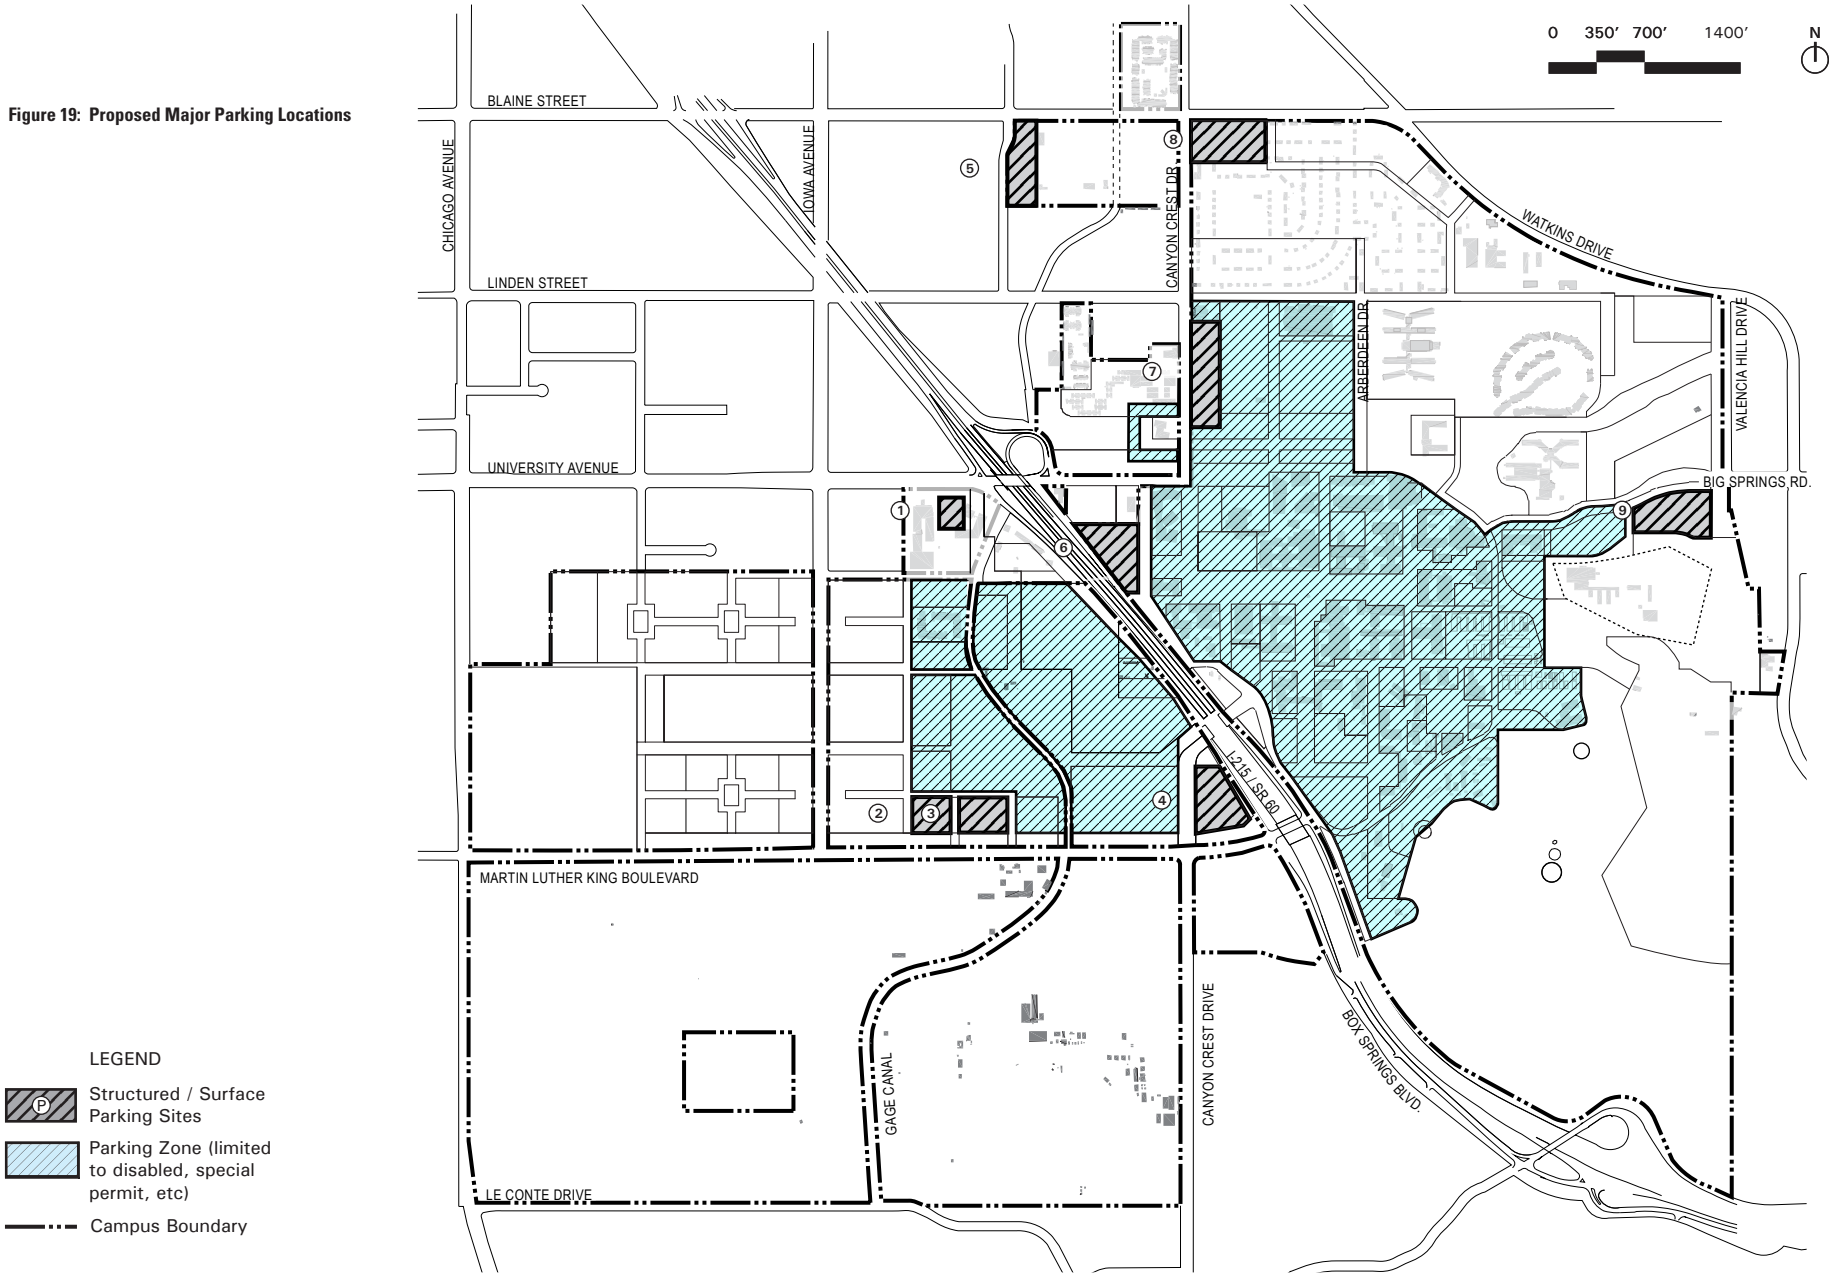 0 350' 700' 1400'
N
Figure 19: Proposed Major Parking Locations
BLAINE STREET
CHICAGO AVENUE
IOWA AVENUE
CANYON CREST DR.
5
8
WATKINS DRIVE
LINDEN STREET
ARBERDEEN DR.
VALENCIA HILL DRIVE
7
UNIVERSITY AVENUE
BIG SPRINGS RD.
1
9
6
I-215 / SR 60
2
3
4
MARTIN LUTHER KING BOULEVARD
GAGE CANAL
CANYON CREST DRIVE
BOX SPRINGS BLVD.
LE CONTE DRIVE
LEGEND
P
Structured / Surface
Parking Sites
Parking Zone (limited
to disabled, special
permit, etc)
Campus Boundary